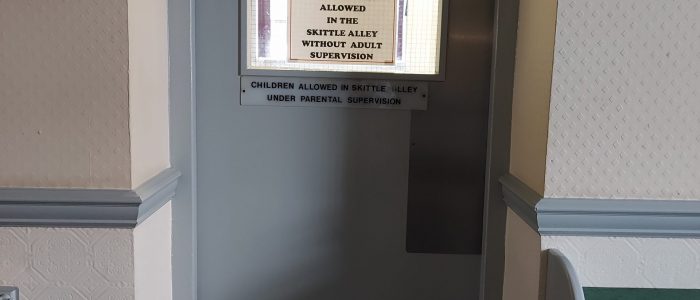 ALLOWED
IN THE
SKITTLE ALLEY
WITHOUT ADULT
SUPERVISION
CHILDREN ALLOWED IN SKITTLE ALLEY
UNDER PARENTAL SUPERVISION